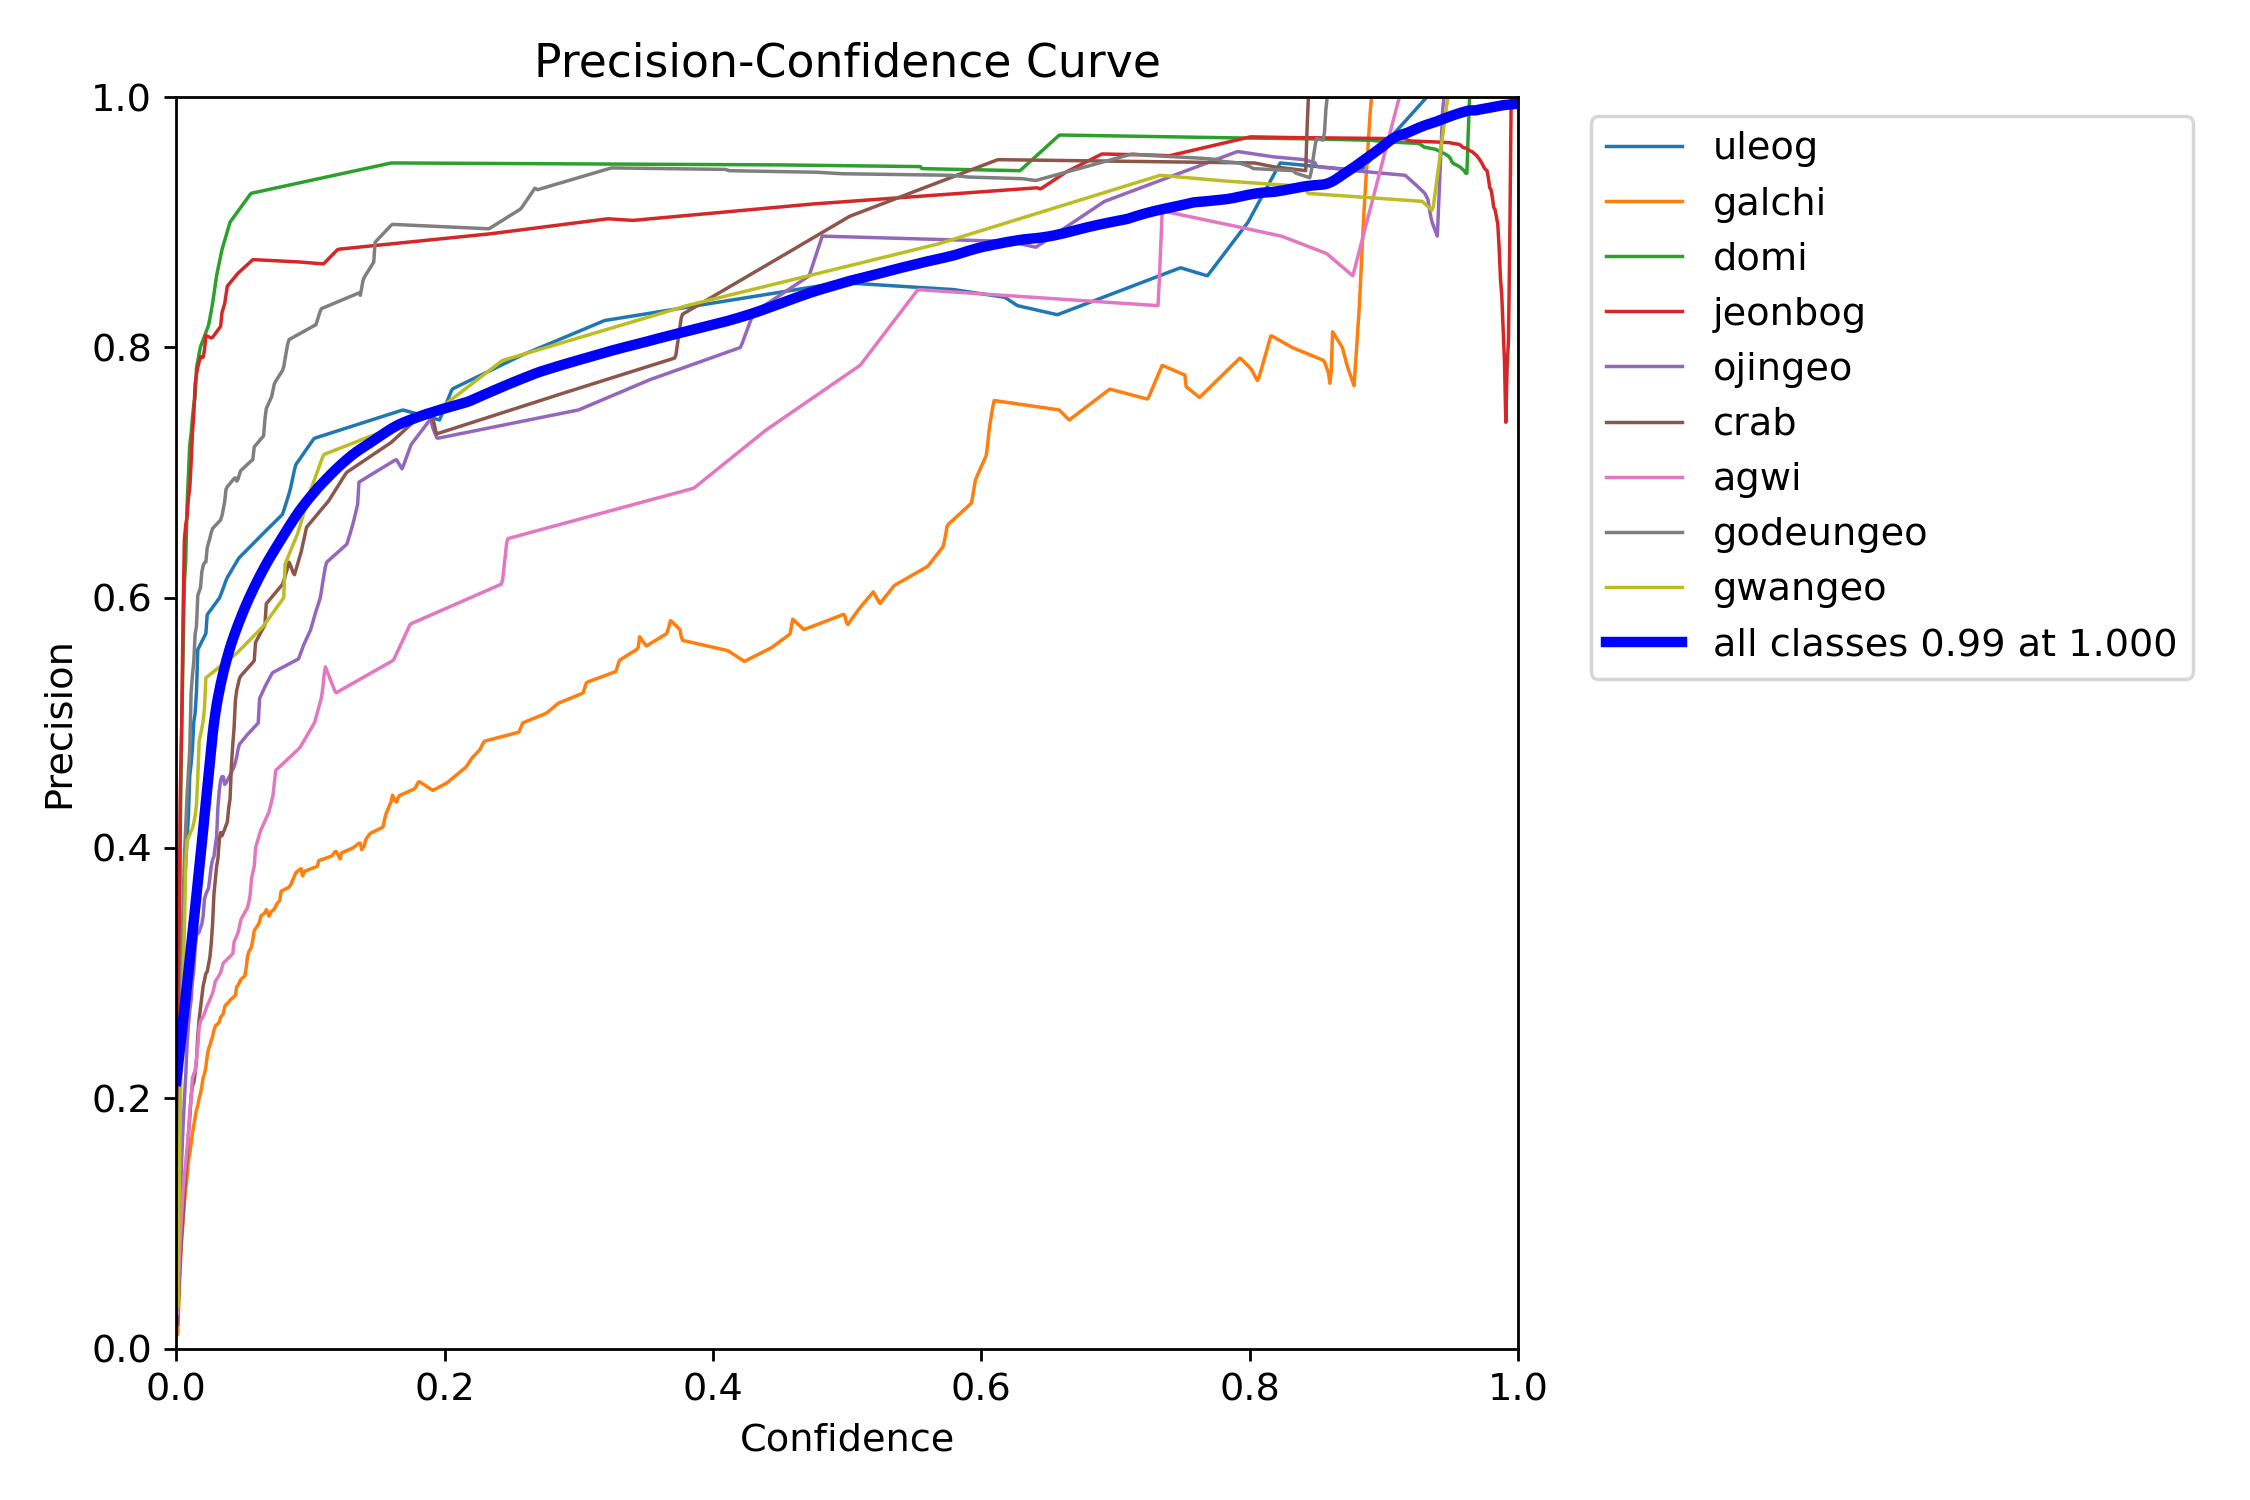 Precision-Confidence Curve
1.0
0.8
0.6
0.4
0.2
0.0
Precision
0.0 0.2 0.4 0.6 0.8 1.0
Confidence
uleog
galchi
domi
jeonbog
ojingeo
crab
agwi
godeungeo
gwangeo
all classes 0.99 at 1.000